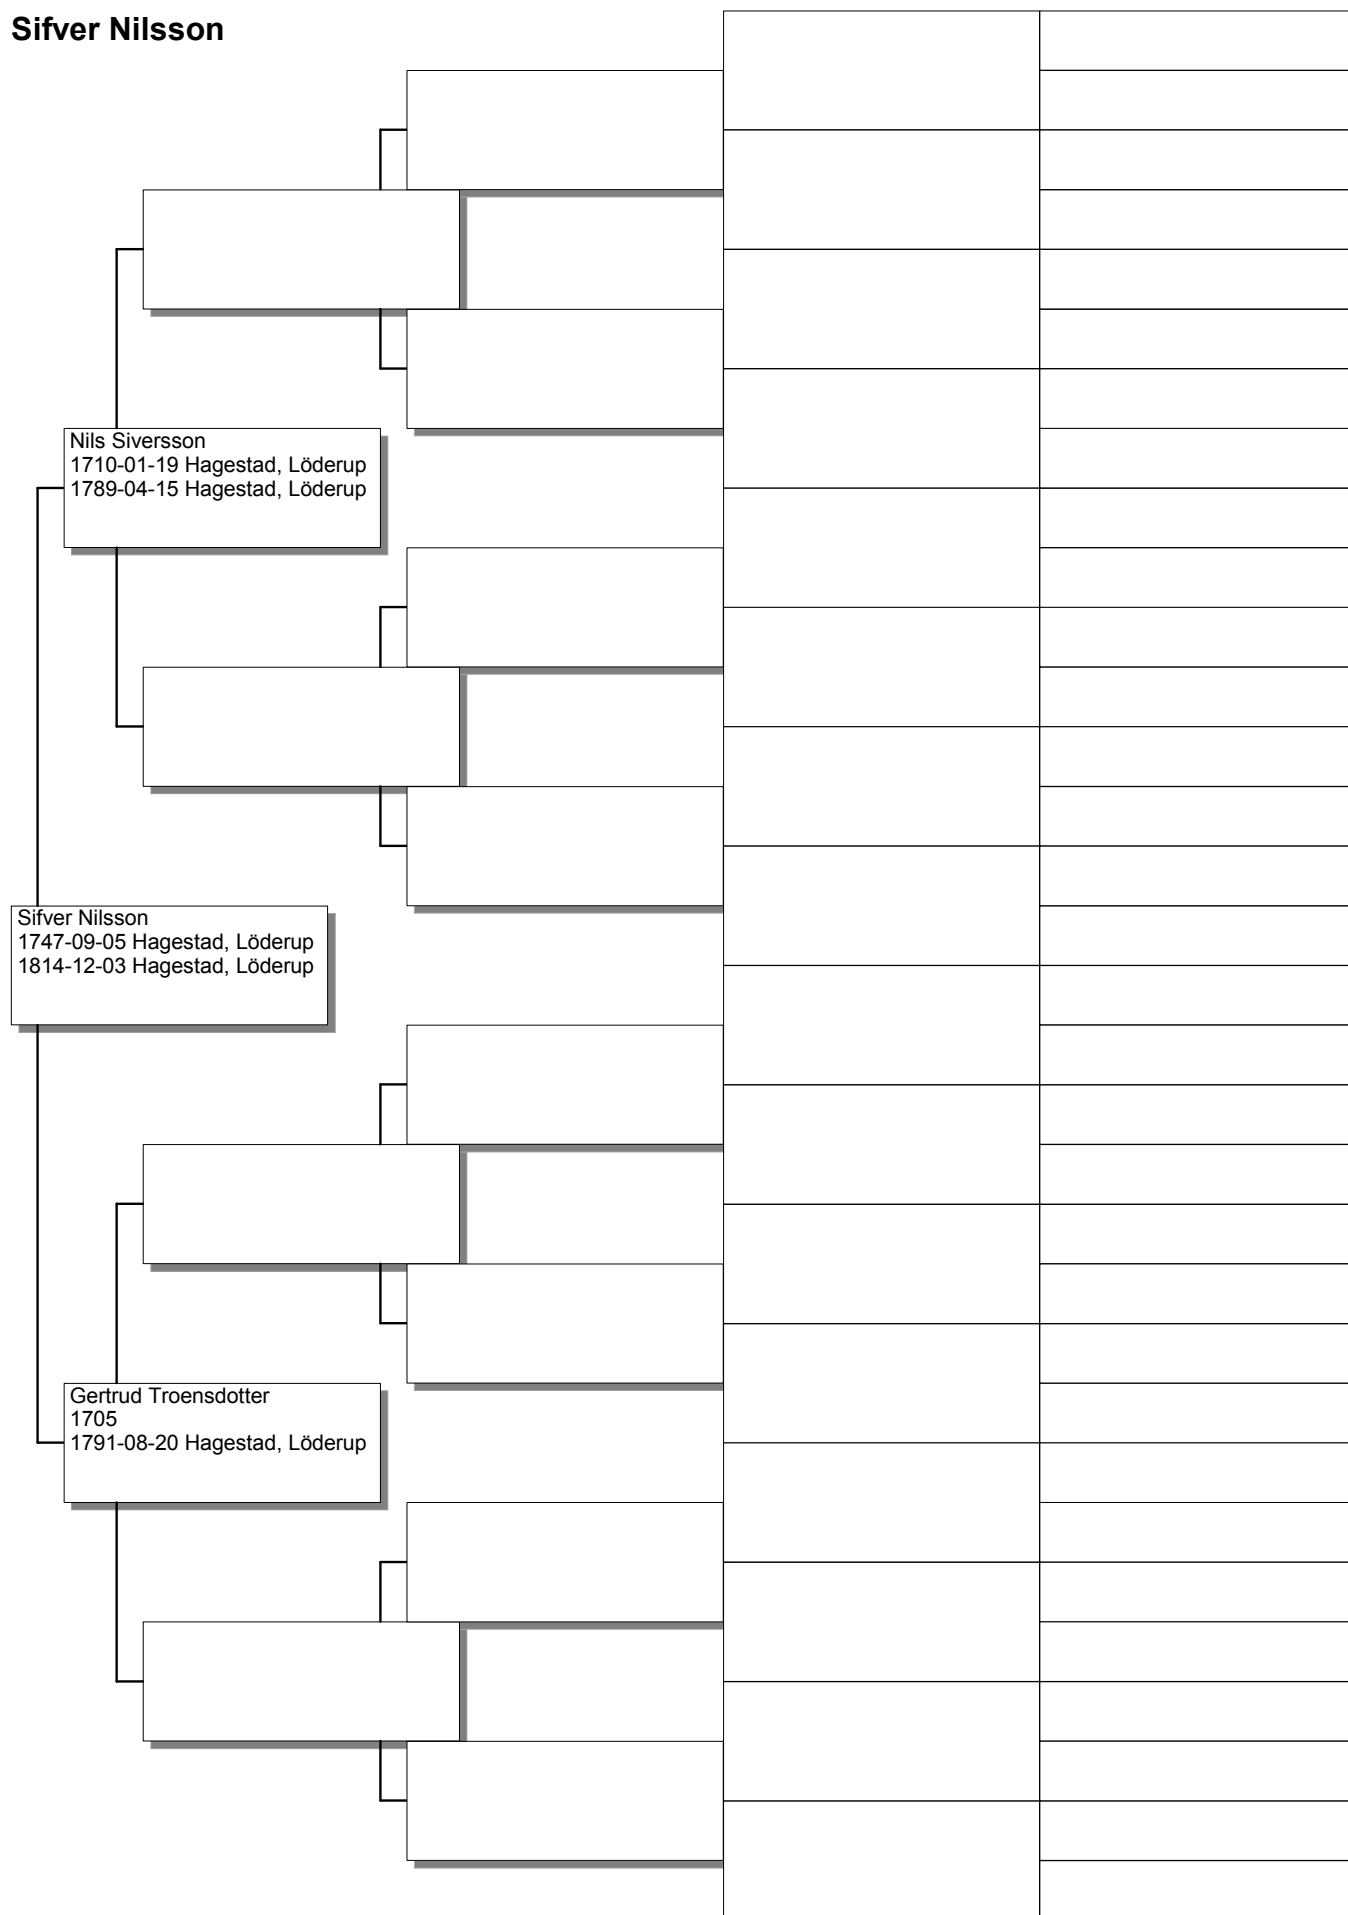 Sifver Nilsson
Nils Siversson
1710-01-19 Hagestad, Löderup
1789-04-15 Hagestad, Löderup
Sifver Nilsson
1747-09-05 Hagestad, Löderup
1814-12-03 Hagestad, Löderup
Gertrud Troensdotter
1705
1791-08-20 Hagestad, Löderup